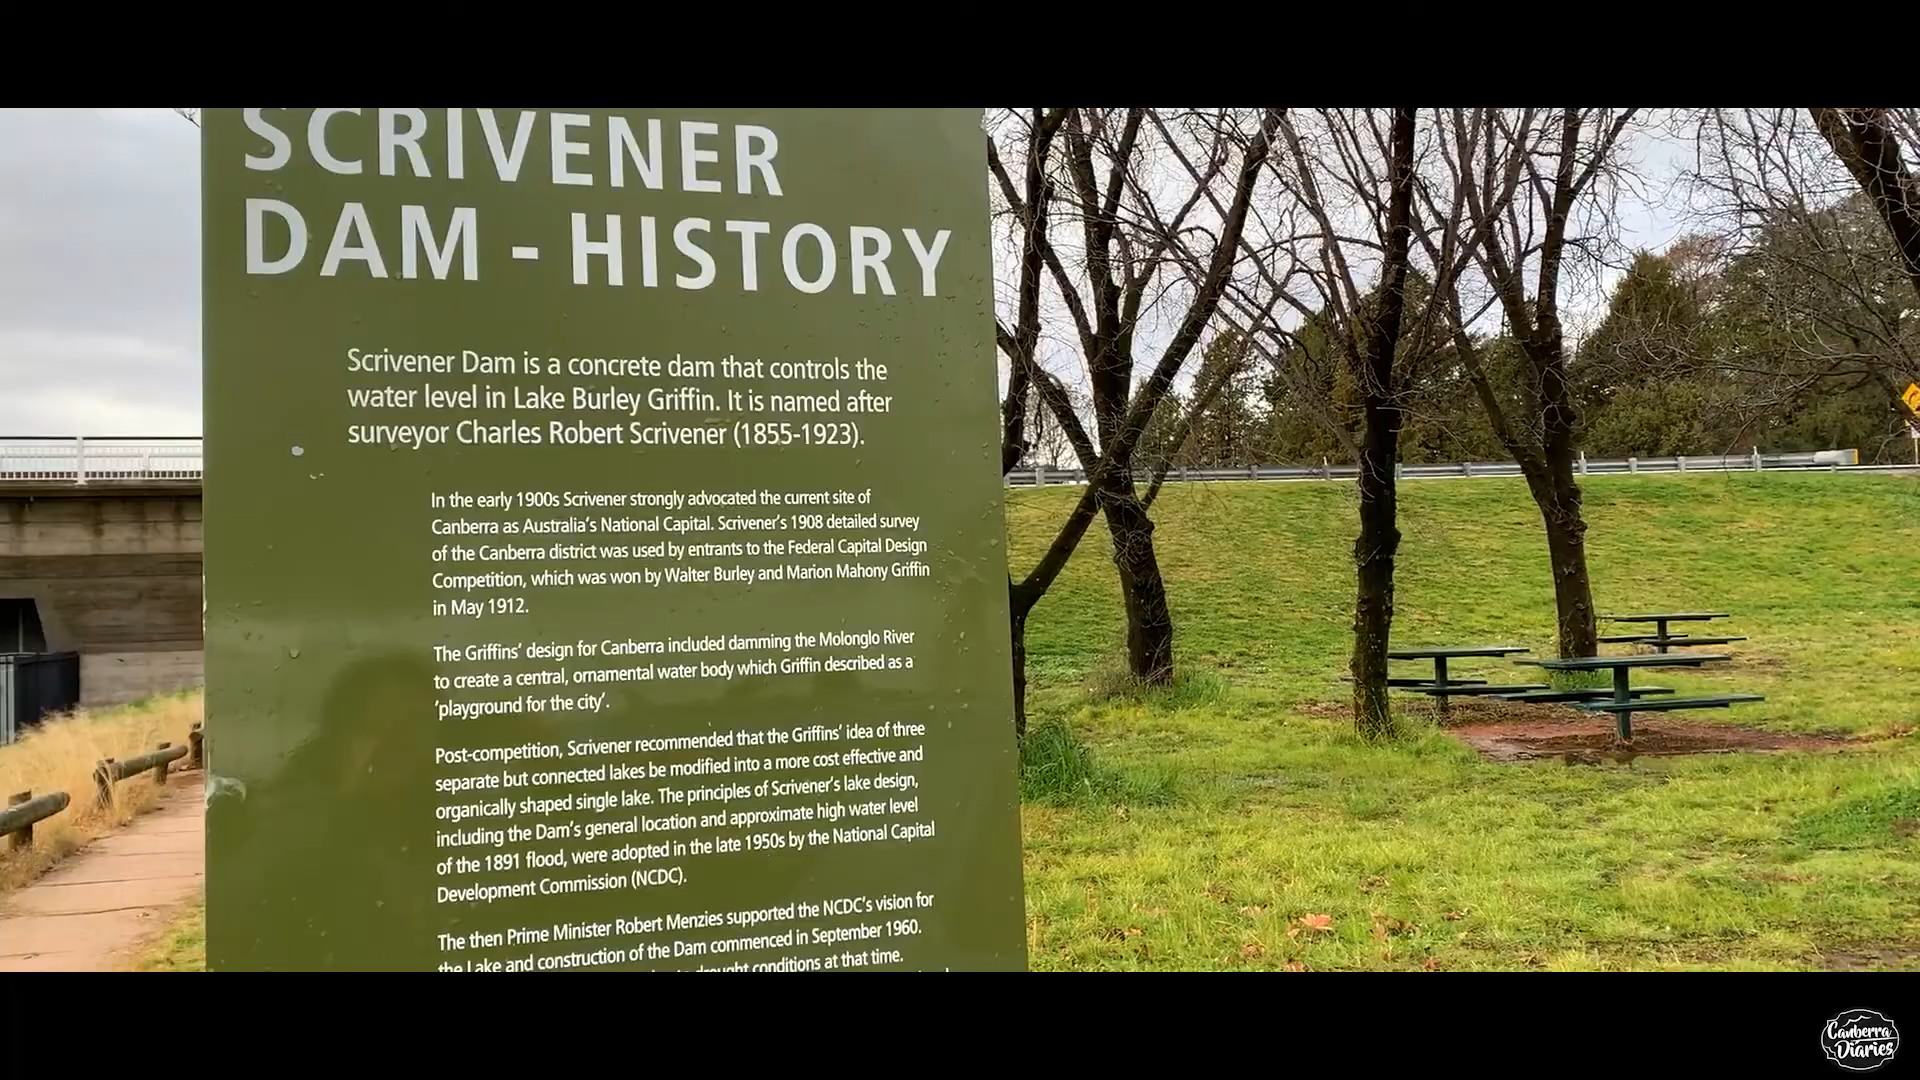 SCRIVENER
DAM - HISTORY
Scrivener Dam is a concrete dam that controls the
water level in Lake Burley Griffin. It is named after
surveyor Charles Robert Scrivener (1855-1923).
In the early 1900s Scrivener strongly advocated the current site of
Canberra as Australia's National Capital. Scrivener's 1908 detailed survey
of the Canberra district was used by entrants to the Federal Capital Design
Competition, which was won by Walter Burley and Marion Mahony Griffin
in May 1912.
The Griffins' design for Canberra included damming the Molonglo River
to create a central, ornamental water body which Griffin described as a
'playground for the city'.
Post-competition, Scrivener recommended that the Griffins' idea of three
separate but connected lakes be modified into a more cost effective and
organically shaped single lake. The principles of Scrivener's lake design,
including the Dam's general location and approximate high water level
of the 1891 flood, were adopted in the late 1950s by the National Capital
Development Commission (NCDC).
The then Prime Minister Robert Menzies supported the NCDC's vision for
the Lake and construction of the Dam commenced in September 1960.
drought conditions at that time.
Canberra
Diaries